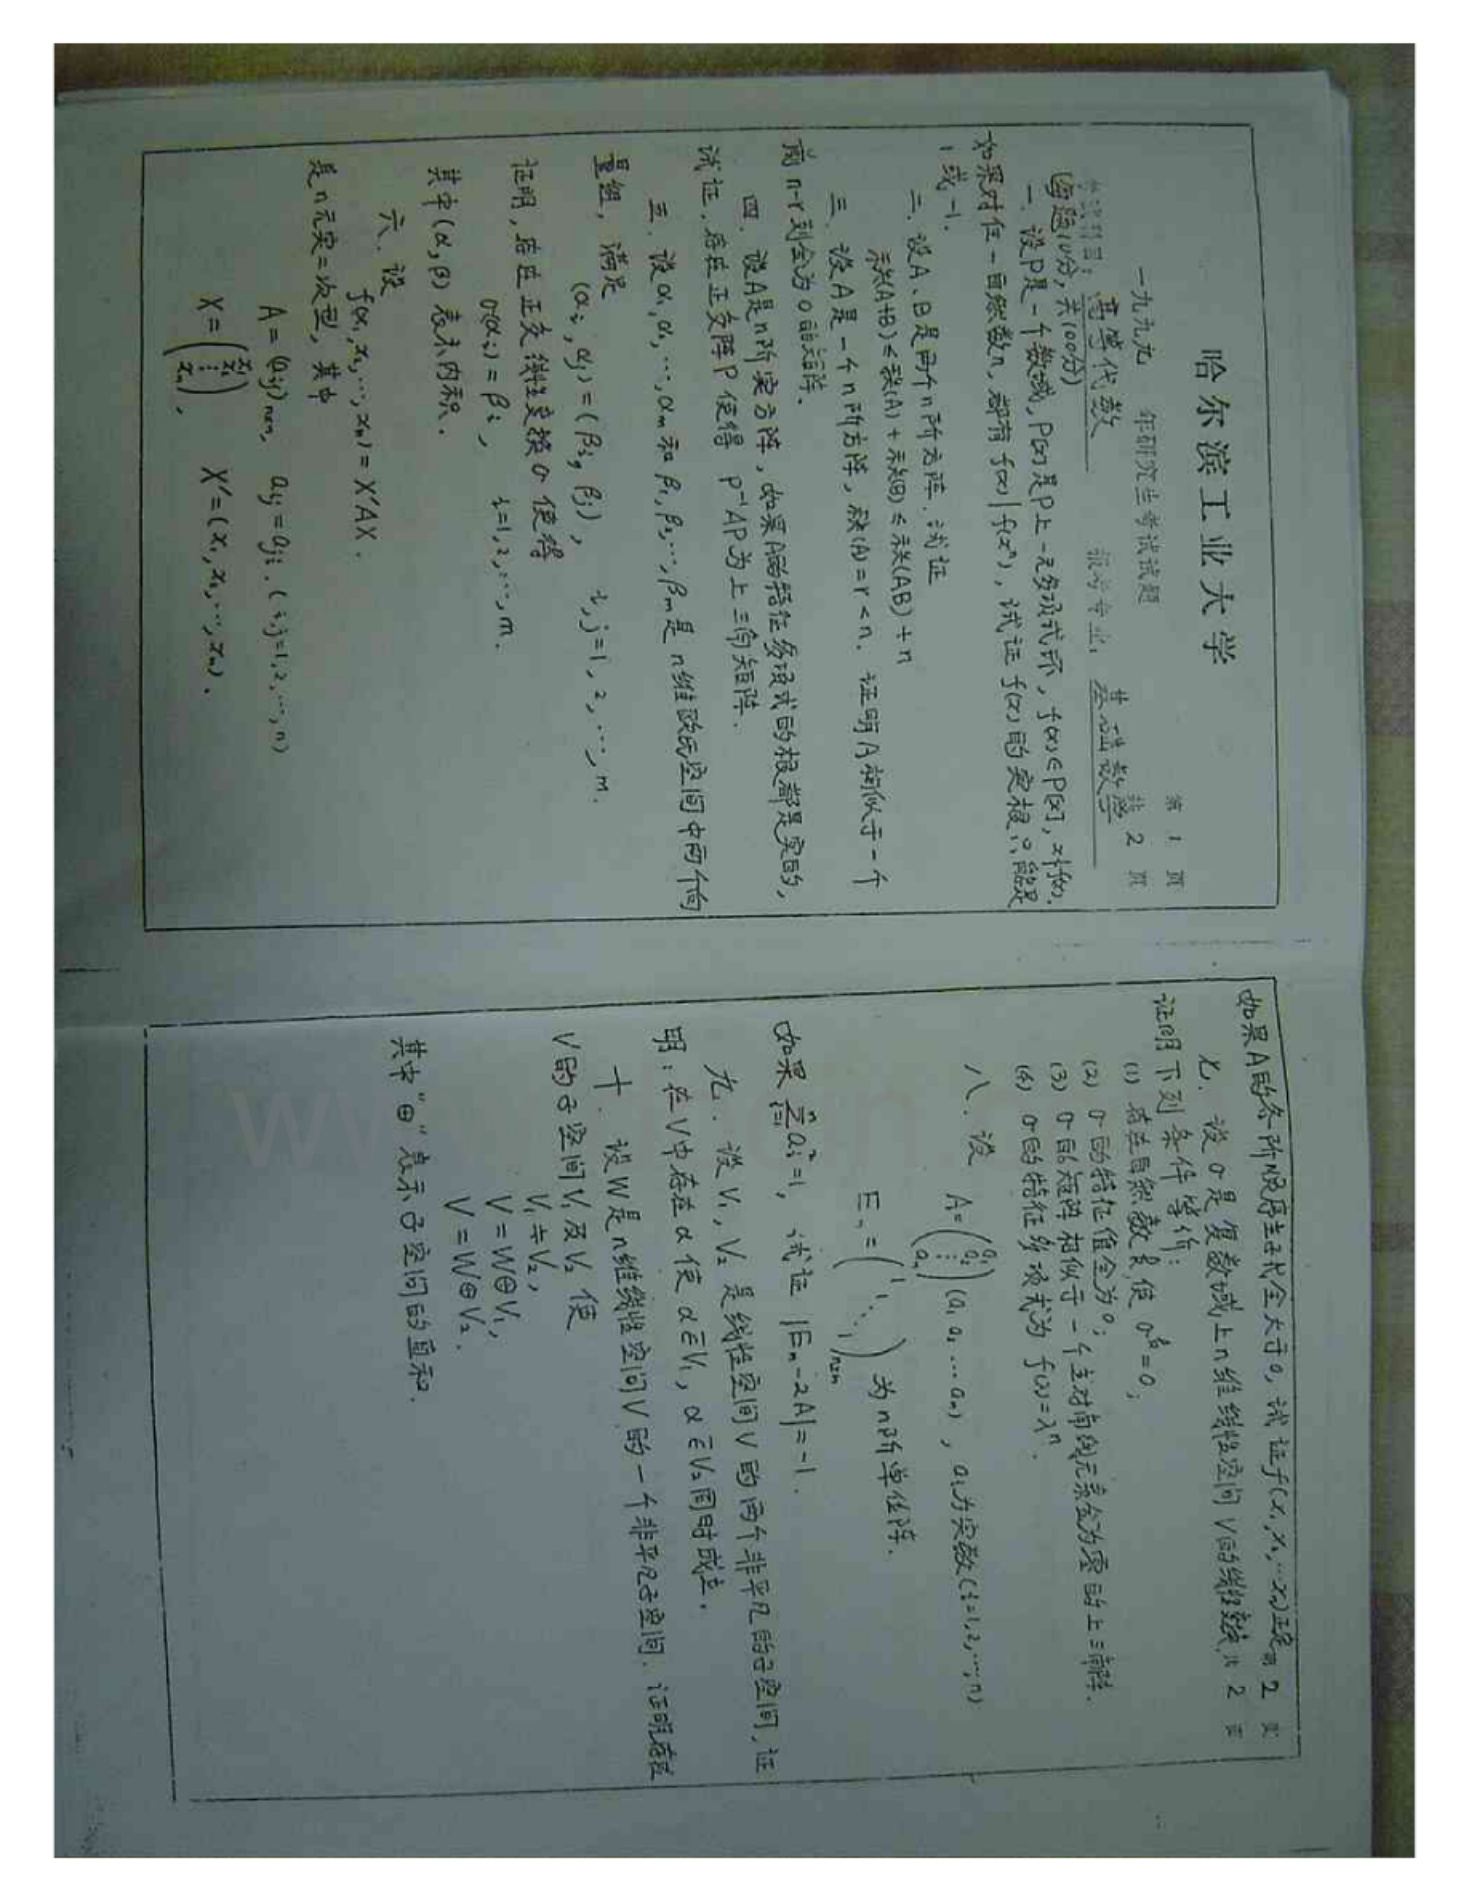 哈尔滨工业大学
第 1 页
共 2 页
一九九九 年研究生考试试题
考试科目: 高等代数 报考专业: 基础数学
(每题10分,共100分)
一. 设P是一个数域, P[x]是P上一元多项式环, f(x)∈P[x], x∤f(x).
如果对任一自然数n, 都有 f(x)|f(xⁿ), 试证 f(x)的实根只能是
1或-1.
二. 设A、B是两个n阶方阵. 试证
秩(A+B)≤秩(A)+秩(B)≤秩(AB)+n
三. 设A是一个n阶方阵, 秩(A)=r<n. 证明A相似于一个
后n-r列全为0的矩阵.
四. 设A是n阶实方阵, 如果A的特征多项式的根都是实的,
试证. 存在正交阵P使得 P⁻¹AP为上三角矩阵.
五. 设α₁,α₂,…,αm和β₁,β₂,…,βm是n维欧氏空间中两个向
量组, 满足
(αi,αj)=(βi,βj), i,j=1,2,…,m.
证明, 存在正交线性变换σ使得
σ(αi)=βi, i=1,2,…,m.
其中(α,β)表示内积.
六. 设
f(x₁,x₂,…,xn)=X′AX.
是n元实二次型, 其中
A=(aij)n×n, aij=aji.(i,j=1,2,…,n)
X=(x₁ x₂ ⋮ xn), X′=(x₁,x₂,…,xn).
第 2 页
共 2 页
如果A的各阶顺序主子式全大于0, 试证f(x₁,x₂,…xn)正定.
七. 设σ是复数域上n维线性空间V的线性变换,
证明下列条件等价:
(1) 存在自然数k使σᵏ=0;
(2) σ的特征值全为0;
(3) σ的矩阵相似于一个主对角线元素全为零的上三角阵.
(4) σ的特征多项式为 f(λ)=λⁿ.
八. 设
A=(a₁ a₂ ⋮ an)(a₁ a₂ … an), ai为实数(i=1,2,…,n)
En=(1 1 ⋱ 1)n×n 为n阶单位阵.
如果 ∑ⁿᵢ₌₁ai²=1, 试证 |En-2A|=-1.
九. 设V₁,V₂是线性空间V的两个非平凡的子空间, 证
明: 在V中存在α使 α∈̄V₁, α∈̄V₂同时成立.
十. 设W是n维线性空间V的一个非平凡子空间. 证明存在
V的子空间V₁及V₂使
V₁≠V₂,
V=W⊕V₁,
V=W⊕V₂.
其中"⊕"表示子空间的直和.